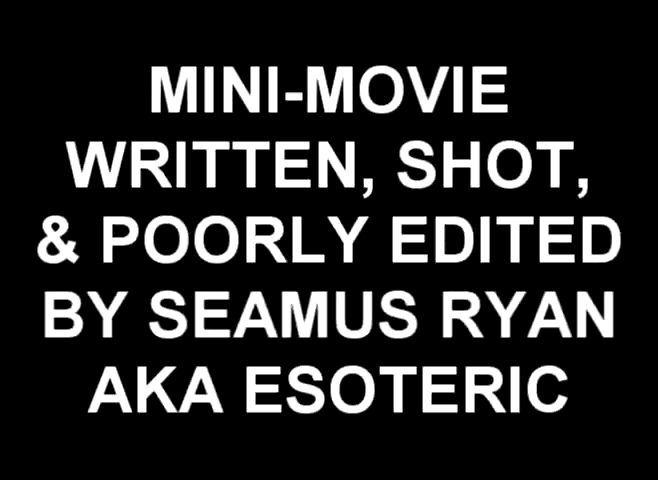 MINI-MOVIE
WRITTEN, SHOT,
& POORLY EDITED
BY SEAMUS RYAN
AKA ESOTERIC